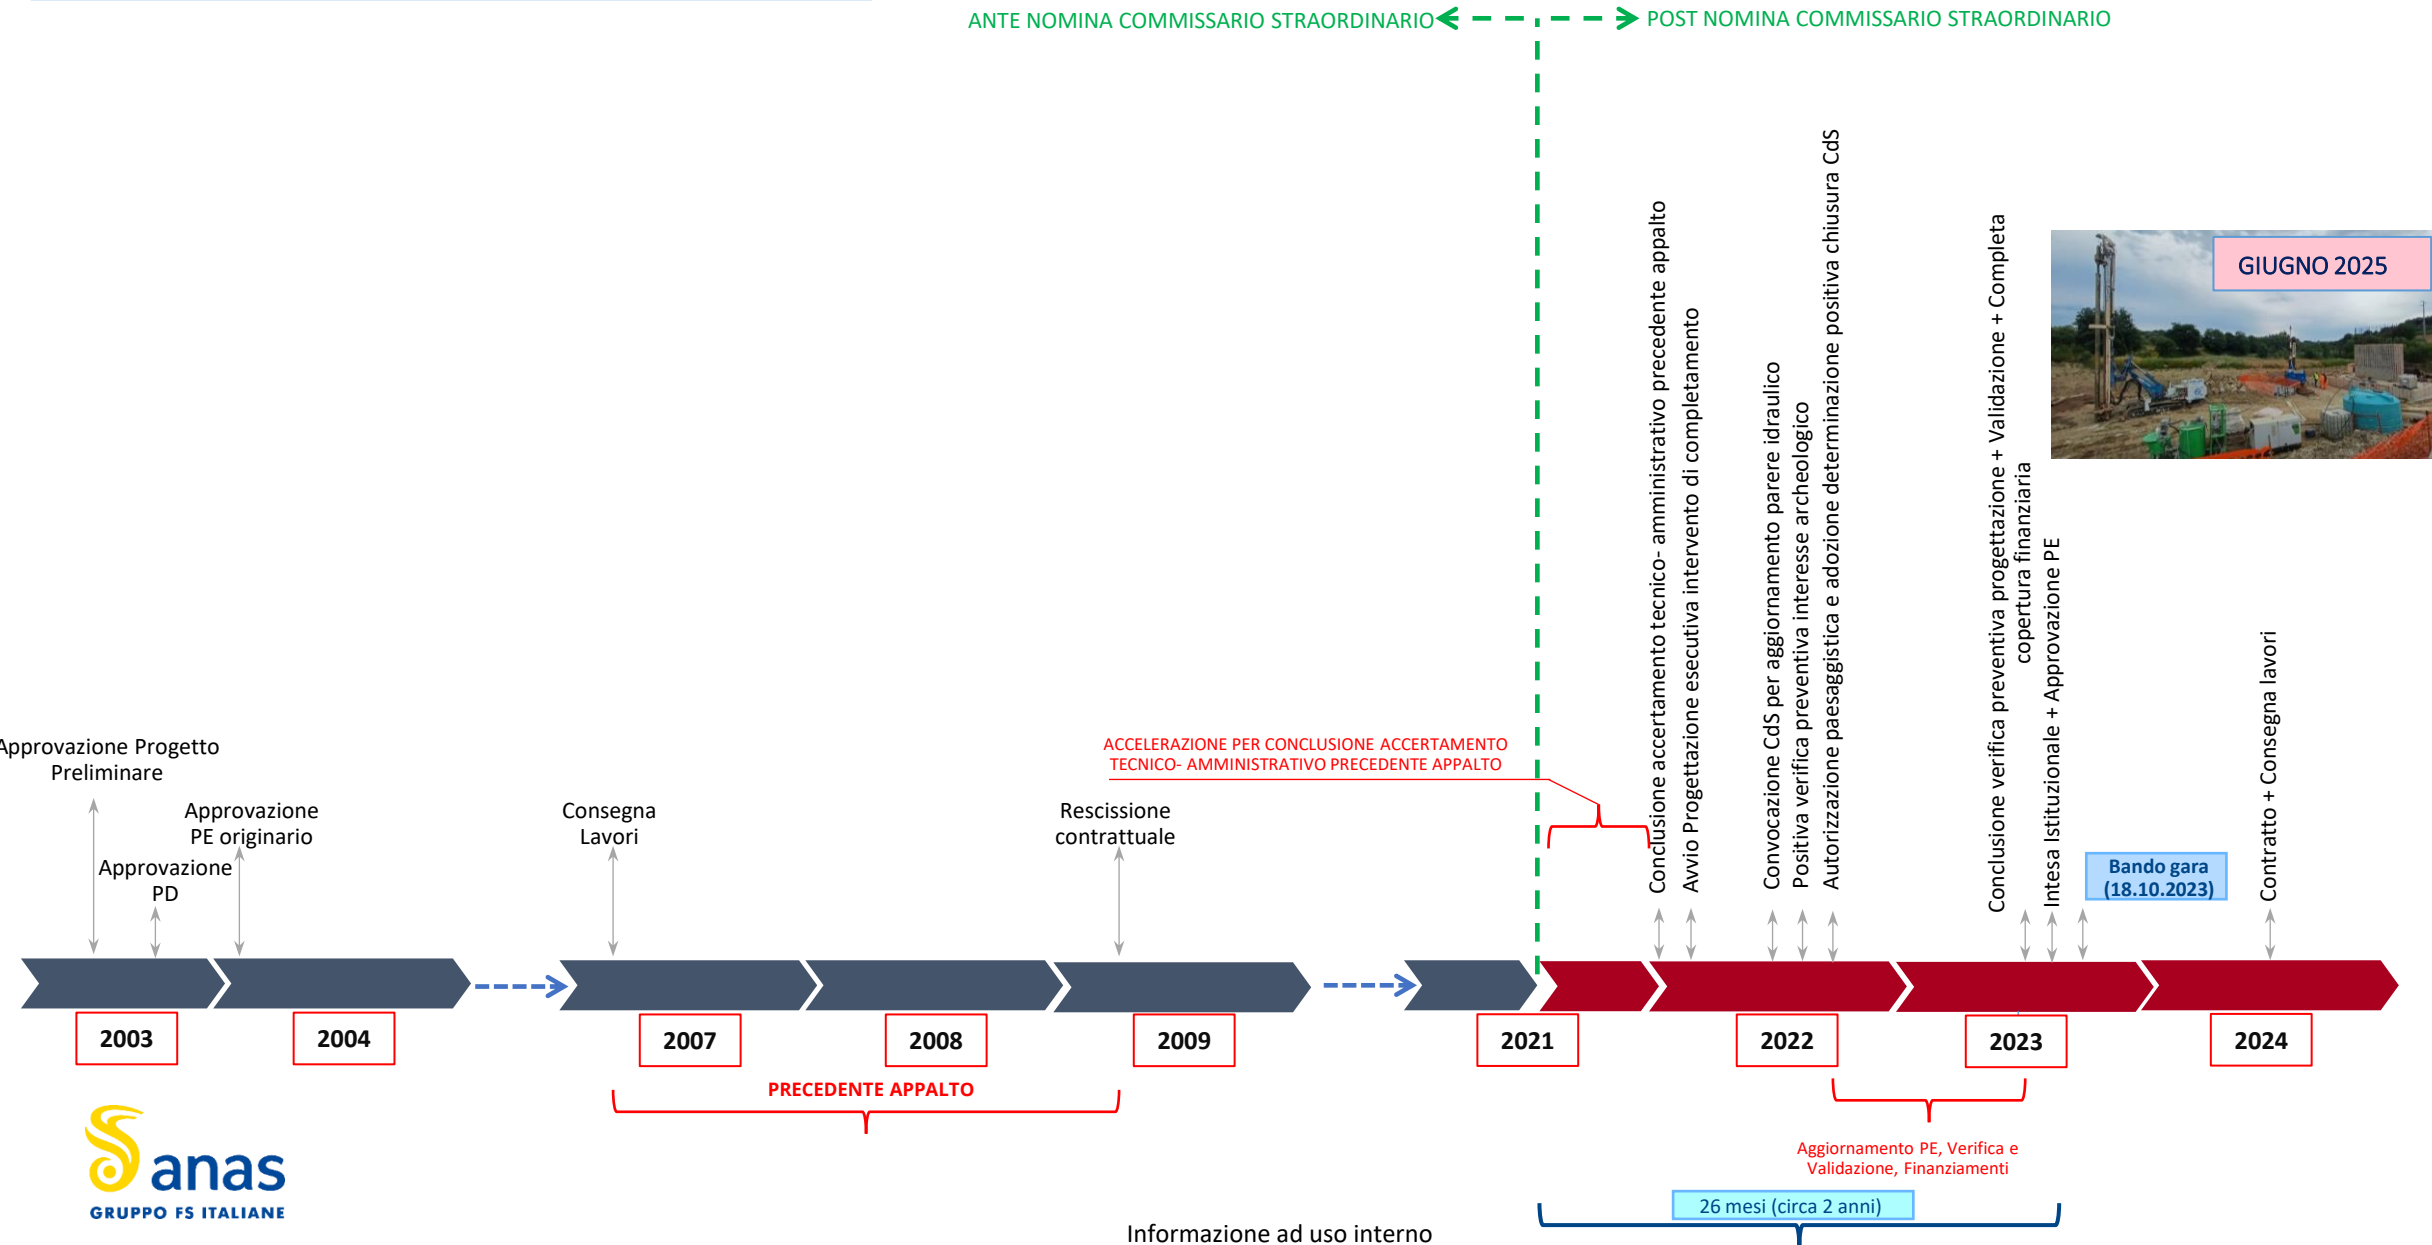 ANTE NOMINA COMMISSARIO STRAORDINARIO
POST NOMINA COMMISSARIO STRAORDINARIO
GIUGNO 2025
Approvazione Progetto
Preliminare
Approvazione
PD
Approvazione
PE originario
Consegna
Lavori
Rescissione
contrattuale
ACCELERAZIONE PER CONCLUSIONE ACCERTAMENTO
TECNICO- AMMINISTRATIVO PRECEDENTE APPALTO
Conclusione accertamento tecnico- amministrativo precedente appalto
Avvio Progettazione esecutiva intervento di completamento
Convocazione CdS per aggiornamento parere idraulico
Positiva verifica preventiva interesse archeologico
Autorizzazione paesaggistica e adozione determinazione positiva chiusura CdS
Conclusione verifica preventiva progettazione + Validazione + Completa
copertura finanziaria
Intesa Istituzionale + Approvazione PE
Bando gara
(18.10.2023)
Contratto + Consegna lavori
2003
2004
2007
2008
2009
2021
2022
2023
2024
PRECEDENTE APPALTO
Aggiornamento PE, Verifica e
Validazione, Finanziamenti
26 mesi (circa 2 anni)
anas
GRUPPO FS ITALIANE
Informazione ad uso interno